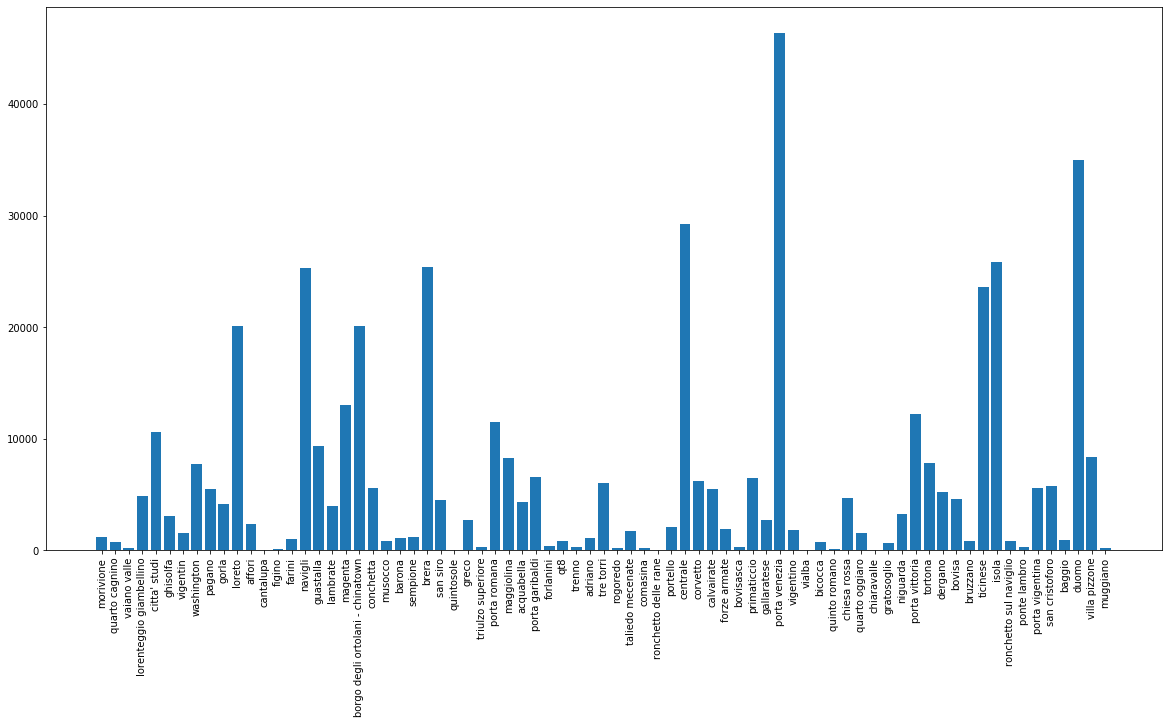 40000
30000
20000
10000
0
morivione
quarto cagnino
vaiano valle
lorenteggio giambellino
citta' studi
ghisolfa
vigentin
washington
pagano
gorla
loreto
affori
cantalupa
figino
farini
navigli
guastalla
lambrate
magenta
borgo degli ortolani - chinatown
conchetta
musocco
barona
sempione
brera
san siro
quintosole
greco
triulzo superiore
porta romana
maggiolina
acquabella
porta garibaldi
forlanini
qt8
trenno
adriano
tre torri
rogoredo
taliedo mecenate
comasina
ronchetto delle rane
portello
centrale
corvetto
calvairate
forze armate
bovisasca
primaticcio
gallaratese
porta venezia
vigentino
vialba
bicocca
quinto romano
chiesa rossa
quarto oggiaro
chiaravalle
gratosoglio
niguarda
porta vittoria
tortona
dergano
bovisa
bruzzano
ticinese
isola
ronchetto sul naviglio
ponte lambro
porta vigentina
san cristoforo
baggio
duomo
villa pizzone
muggiano